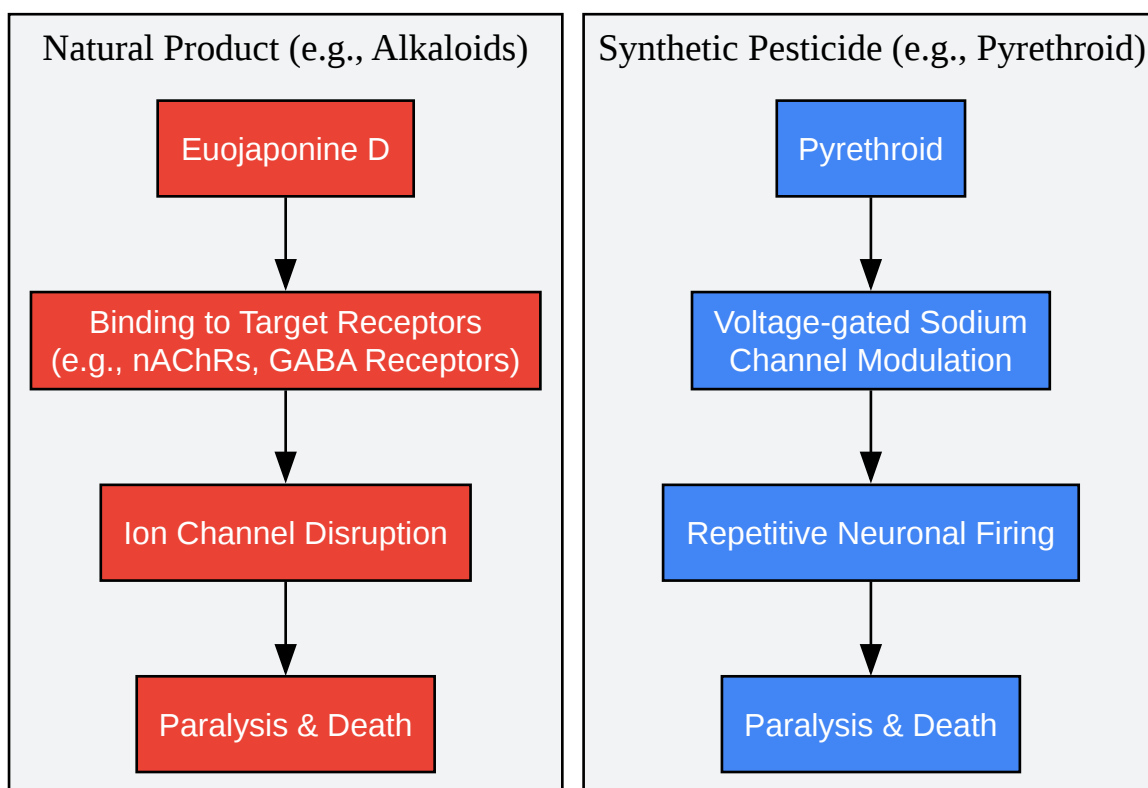 Natural Product (e.g., Alkaloids)
Euojaponine D
Binding to Target Receptors
(e.g., nAChRs, GABA Receptors)
Ion Channel Disruption
Paralysis & Death
Synthetic Pesticide (e.g., Pyrethroid)
Pyrethroid
Voltage-gated Sodium
Channel Modulation
Repetitive Neuronal Firing
Paralysis & Death